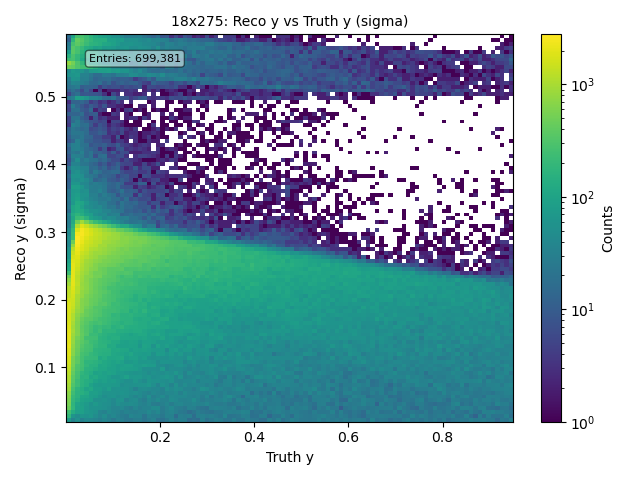 18x275: Reco y vs Truth y (sigma)
Entries: 699,381
Reco y (sigma)
0.5
0.4
0.3
0.2
0.1
0.2 0.4 0.6 0.8
Truth y
10³
10²
10¹
10⁰
Counts